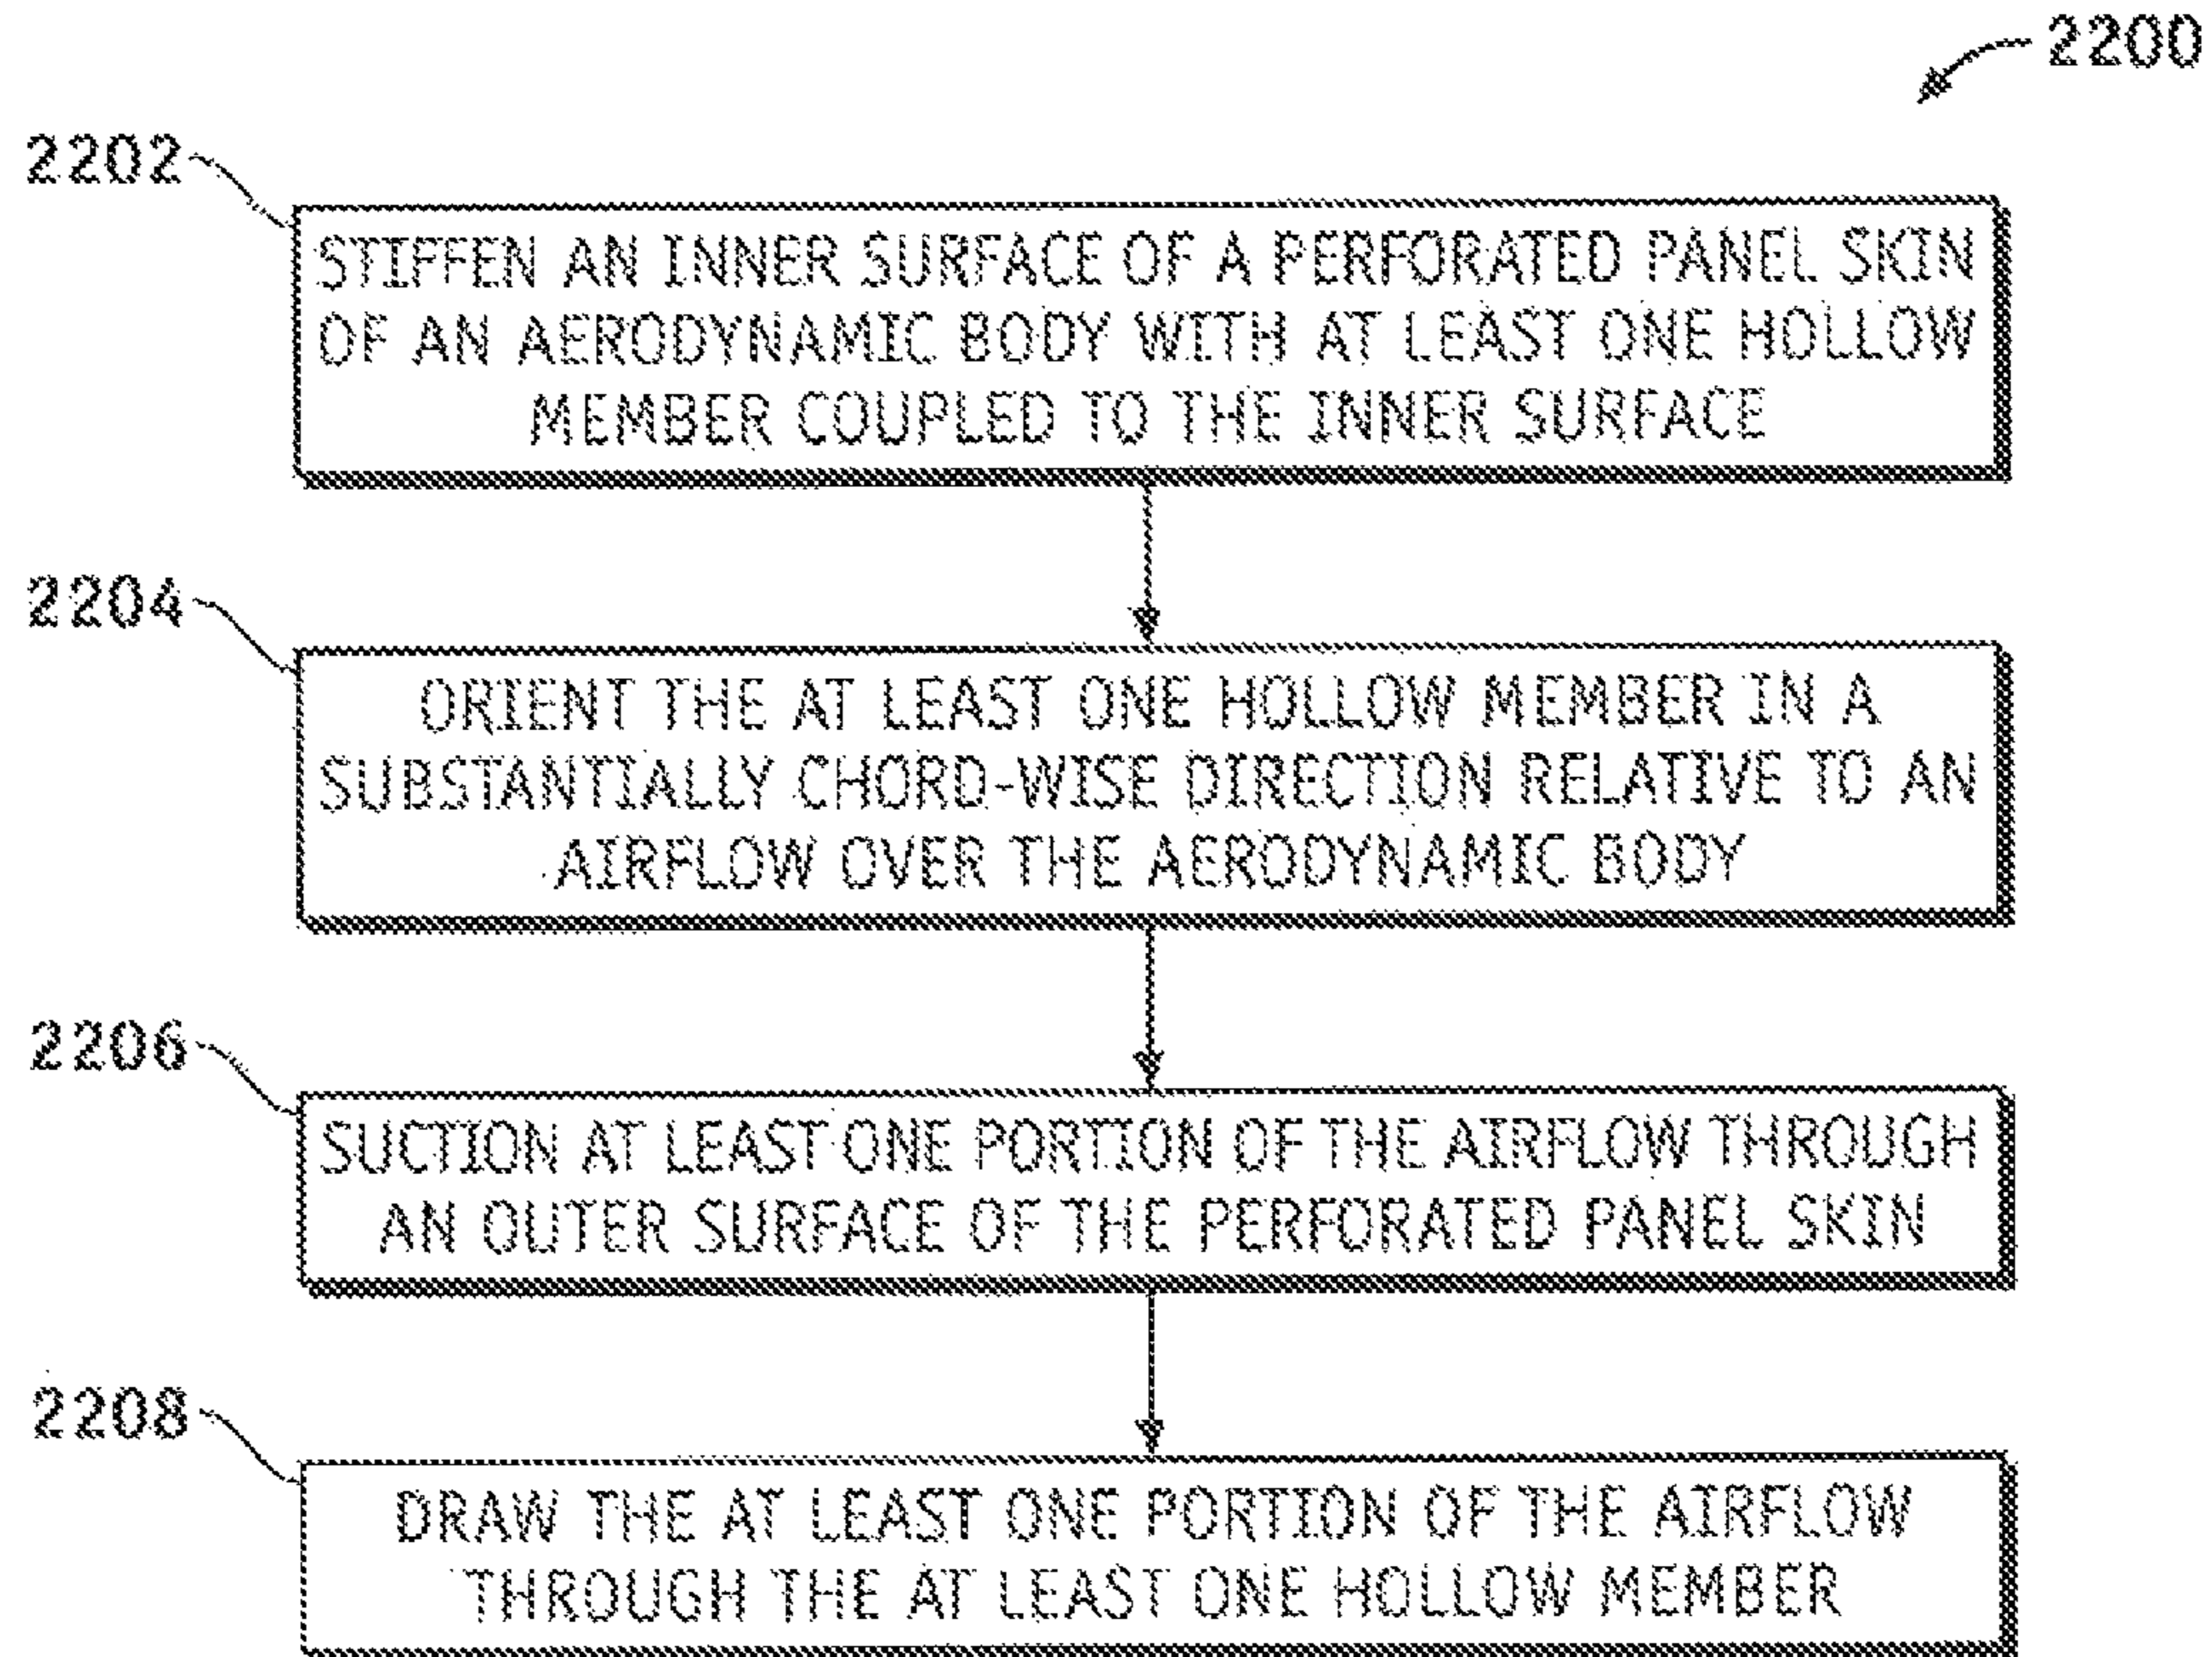 2200
2202
STIFFEN AN INNER SURFACE OF A PERFORATED PANEL SKIN
OF AN AERODYNAMIC BODY WITH AT LEAST ONE HOLLOW
MEMBER COUPLED TO THE INNER SURFACE
2204
ORIENT THE AT LEAST ONE HOLLOW MEMBER IN A
SUBSTANTIALLY CHORD-WISE DIRECTION RELATIVE TO AN
AIRFLOW OVER THE AERODYNAMIC BODY
2206
SUCTION AT LEAST ONE PORTION OF THE AIRFLOW THROUGH
AN OUTER SURFACE OF THE PERFORATED PANEL SKIN
2208
DRAW THE AT LEAST ONE PORTION OF THE AIRFLOW
THROUGH THE AT LEAST ONE HOLLOW MEMBER